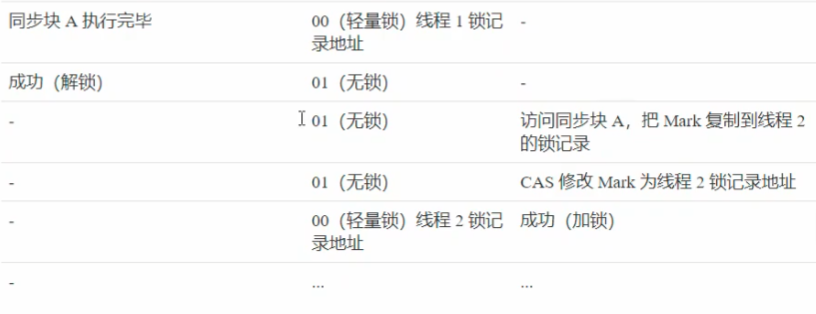 同步块 A 执行完毕
00（轻量锁）线程 1 锁记
录地址
-
成功（解锁）
01（无锁）
-
-
01（无锁）
访问同步块 A，把 Mark 复制到线程 2
的锁记录
-
01（无锁）
CAS 修改 Mark 为线程 2 锁记录地址
-
00（轻量锁）线程 2 锁记
录地址
成功（加锁）
-
...
...